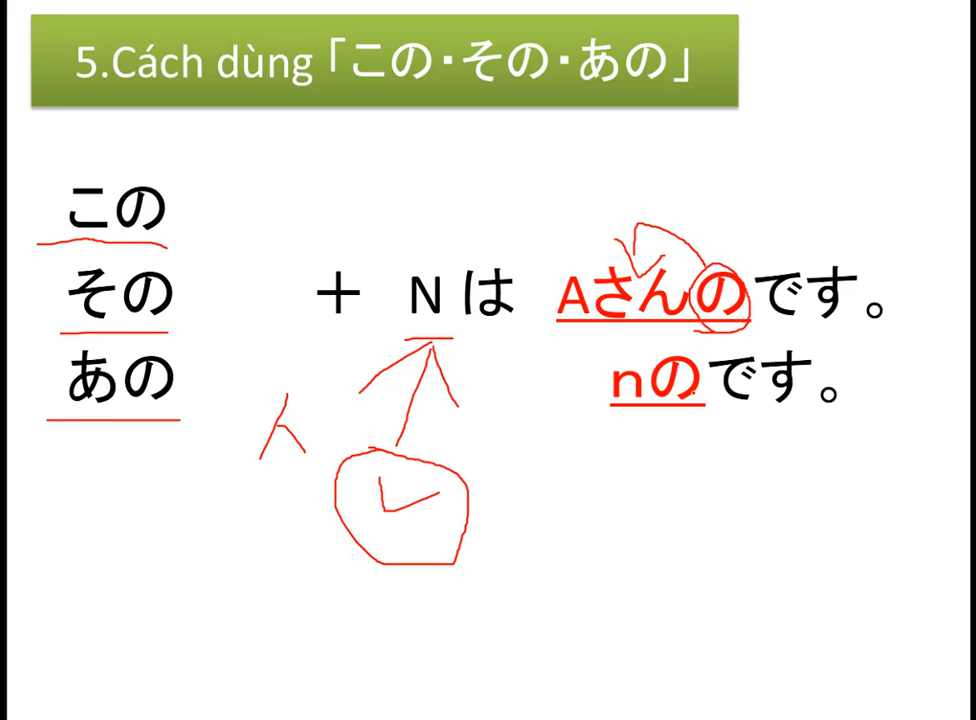 5.Cách dùng「この・その・あの」
この
その + N は Aさんのです。
あの nのです。
人